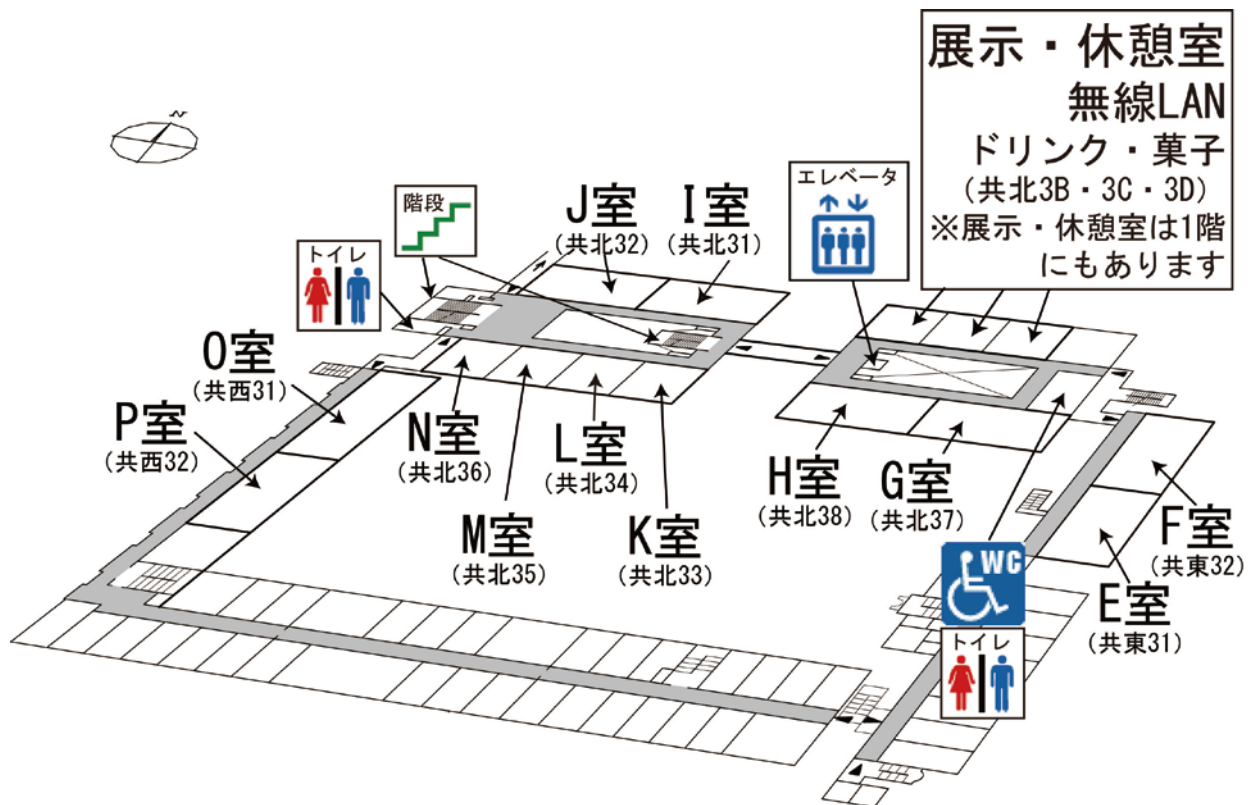 N
展示・休憩室
無線LAN
ドリンク・菓子
(共北3B・3C・3D)
※展示・休憩室は1階
にもあります
エレベータ
階段
トイレ
J室
(共北32)
I室
(共北31)
O室
(共西31)
P室
(共西32)
N室
(共北36)
M室
(共北35)
L室
(共北34)
K室
(共北33)
H室
(共北38)
G室
(共北37)
F室
(共東32)
E室
(共東31)
WC
トイレ